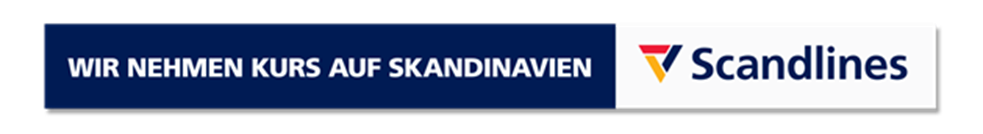 WIR NEHMEN KURS AUF SKANDINAVIEN Scandlines